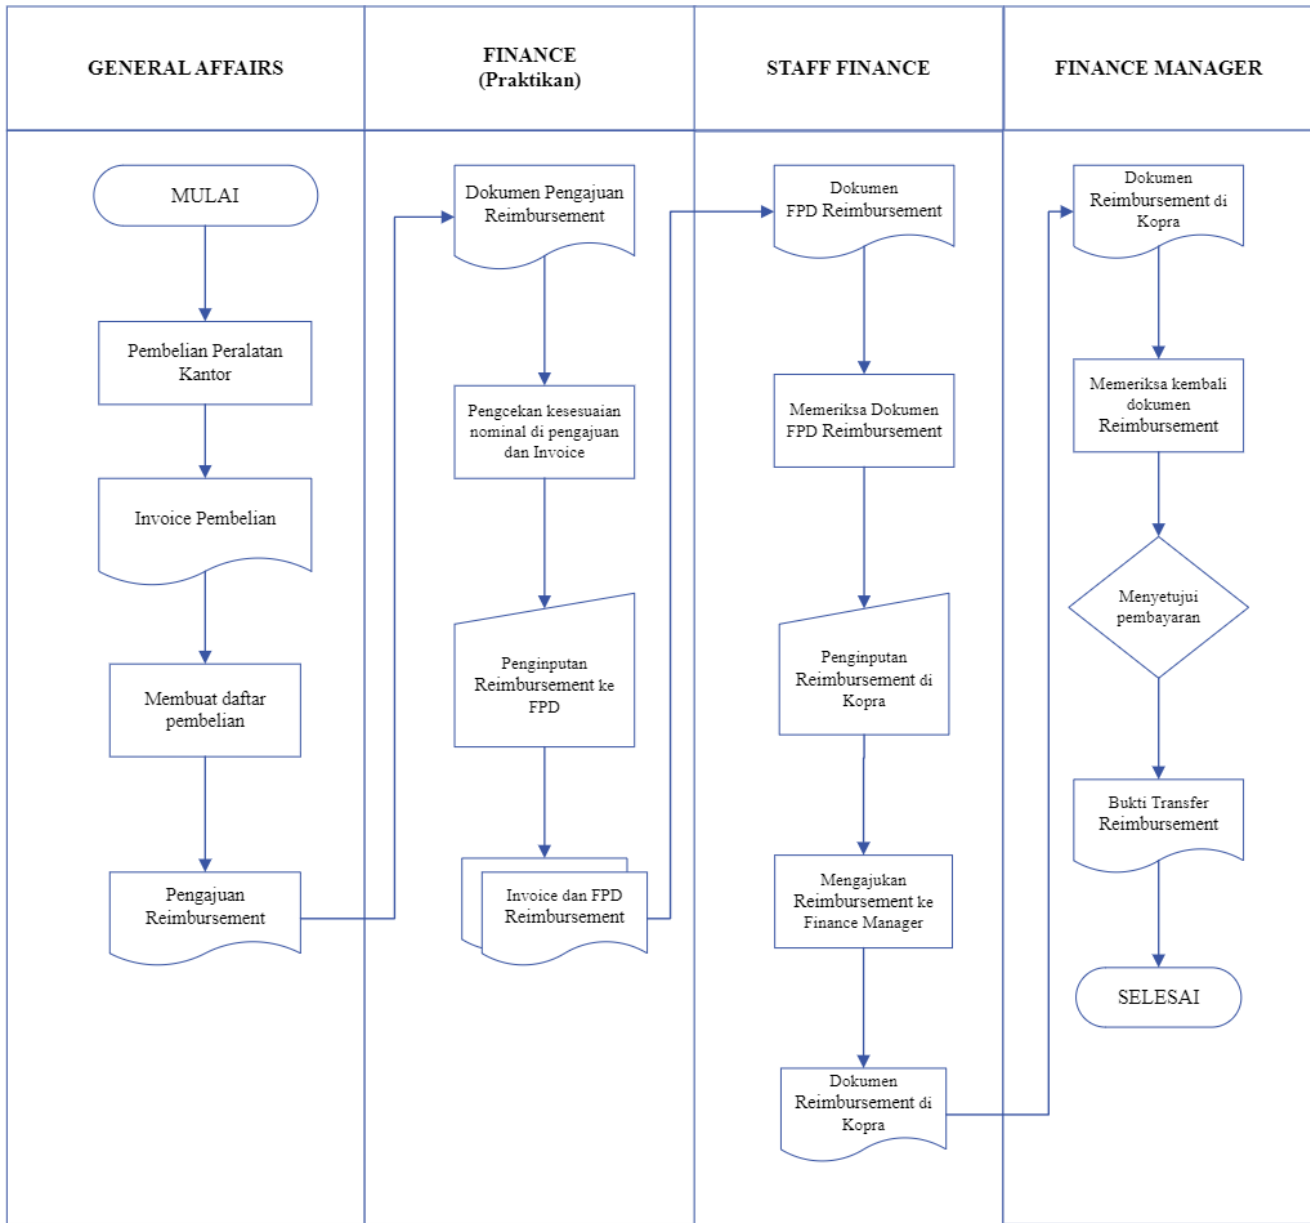 GENERAL AFFAIRS
FINANCE
(Praktikan)
STAFF FINANCE
FINANCE MANAGER
MULAI
Pembelian Peralatan
Kantor
Invoice Pembelian
Membuat daftar
pembelian
Pengajuan
Reimbursement
Dokumen Pengajuan
Reimbursement
Pengcekan kesesuaian
nominal di pengajuan
dan Invoice
Penginputan
Reimbursement ke
FPD
Invoice dan FPD
Reimbursement
Dokumen
FPD Reimbursement
Memeriksa Dokumen
FPD Reimbursement
Penginputan
Reimbursement di
Kopra
Mengajukan
Reimbursement ke
Finance Manager
Dokumen
Reimbursement di
Kopra
Dokumen
Reimbursement di
Kopra
Memeriksa kembali
dokumen
Reimbursement
Menyetujui
pembayaran
Bukti Transfer
Reimbursement
SELESAI